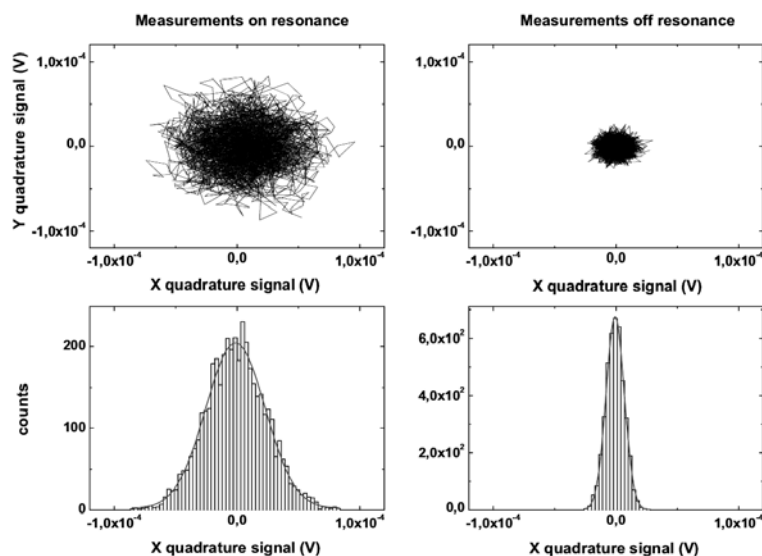 Measurements on resonance
Measurements off resonance
Y quadrature signal (V)
1,0x10⁻⁴
0,0
-1,0x10⁻⁴
-1,0x10⁻⁴
0,0
1,0x10⁻⁴
X quadrature signal (V)
1,0x10⁻⁴
0,0
-1,0x10⁻⁴
-1,0x10⁻⁴
0,0
1,0x10⁻⁴
X quadrature signal (V)
counts
200
100
0
-1,0x10⁻⁴
0,0
1,0x10⁻⁴
X quadrature signal (V)
6,0x10²
4,0x10²
2,0x10²
0,0
-1,0x10⁻⁴
0,0
1,0x10⁻⁴
X quadrature signal (V)